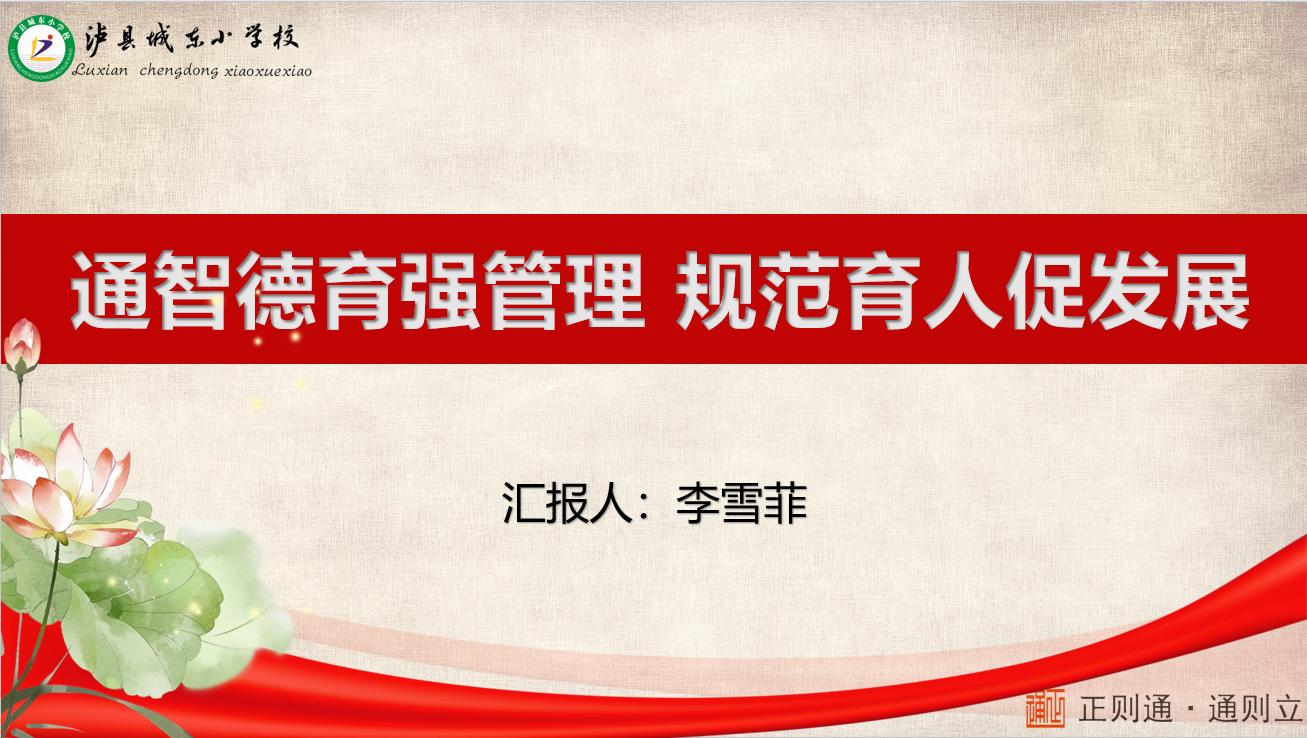 泸县城东小学校
Luxian chengdong xiaoxuexiao
通智德育强管理 规范育人促发展
汇报人：李雪菲
正则通·通则立